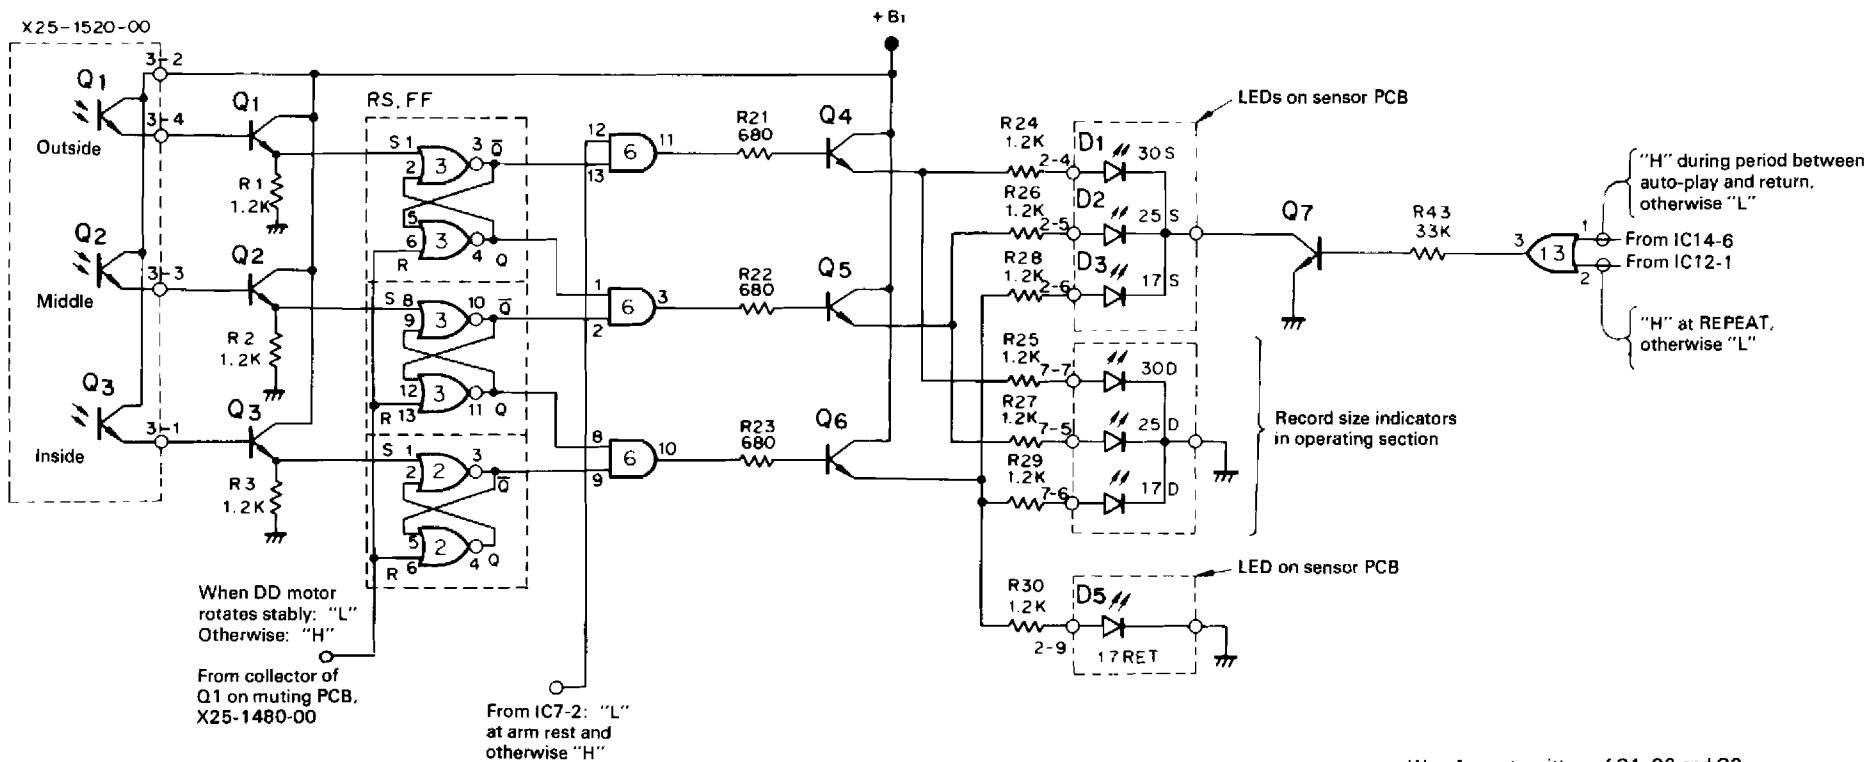 X25-1520-00
3-2
Q1
3-4
Outside
Q2
3-3
Middle
Q3
3-1
Inside
Q1
R1
1.2K
Q2
R2
1.2K
Q3
R3
1.2K
RS, FF
S 1
2
3
3 Q̅
5
6
R
3
4 Q
S 8
9
3
10 Q̅
12
R 13
3
11 Q
S 1
2
2
3
Q̅
5
R 6
2
4 Q
When DD motor
rotates stably: "L"
Otherwise: "H"
From collector of
Q1 on muting PCB,
X25-1480-00
12
13
6
11
1
2
6
3
8
9
6
10
From IC7-2: "L"
at arm rest and
otherwise "H"
+B1
R21
680
Q4
R22
680
Q5
R23
680
Q6
R24
1.2K
2-4
R26
1.2K
2-5
R28
1.2K
2-6
R25
1.2K
7-7
R27
1.2K
7-5
R29
1.2K
7-6
R30
1.2K
2-9
D1
30 S
D2
25 S
D3
17 S
30D
25 D
17 D
D5
17RET
LEDs on sensor PCB
Record size indicators
in operating section
LED on sensor PCB
Q7
R43
33K
3
13
1
2
From IC14-6
From IC12-1
"H" during period between
auto-play and return,
otherwise "L"
"H" at REPEAT,
otherwise "L"